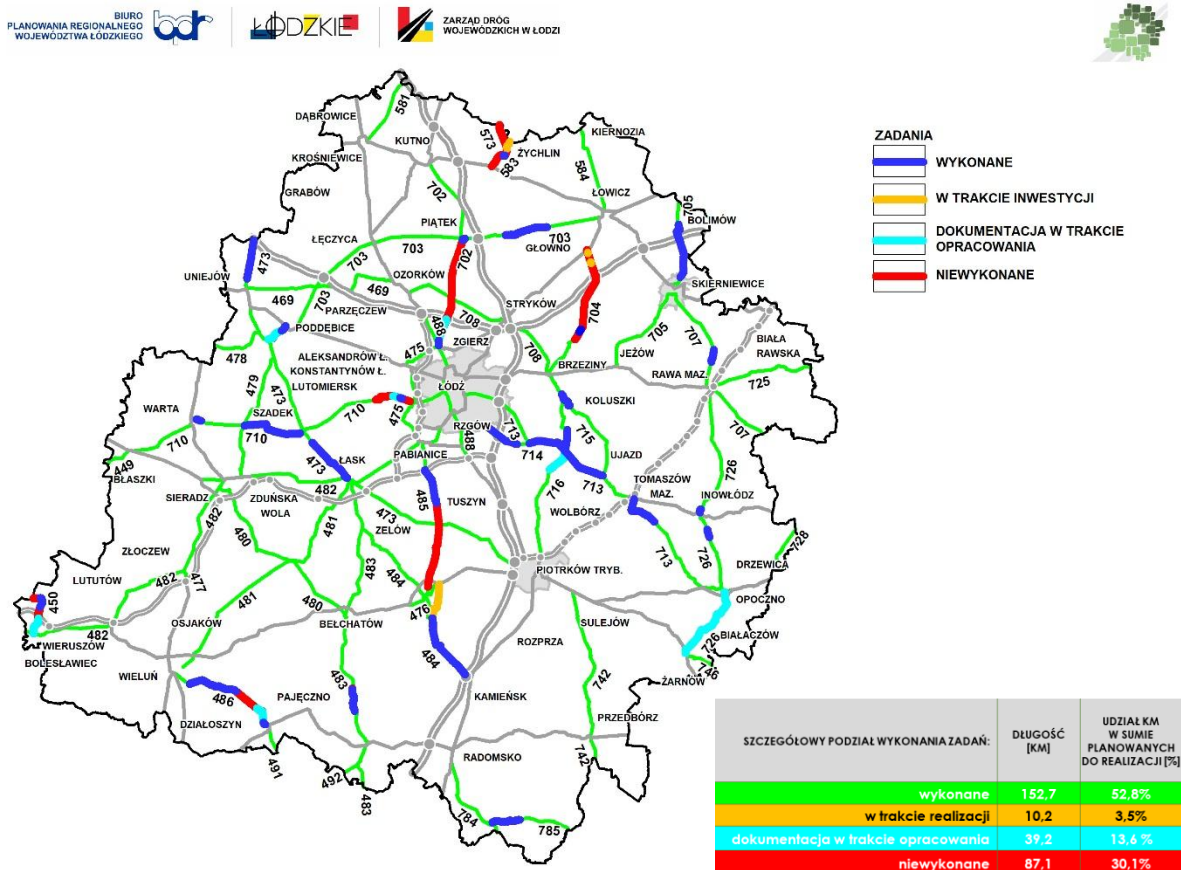 BIURO
PLANOWANIA REGIONALNEGO
WOJEWÓDZTWA ŁÓDZKIEGO
bpr
ŁÓDZKIE
ZARZĄD DRÓG
WOJEWÓDZKICH W ŁODZI
ZADANIA
WYKONANE
W TRAKCIE INWESTYCJI
DOKUMENTACJA W TRAKCIE
OPRACOWANIA
NIEWYKONANE
DĄBROWICE
581
KUTNO
573
ŻYCHLIN
583
KIERNOZIA
KROŚNIEWICE
584
GRABÓW
702
ŁOWICZ
705
BOLIMÓW
PIĄTEK
ŁĘCZYCA
703
703
GŁOWNO
473
703
702
UNIEJÓW
OZORKÓW
SKIERNIEWICE
469
703
469
STRYKÓW
704
PARZĘCZEW
488
708
PODDĘBICE
ZGIERZ
705
707
BIAŁA
RAWSKA
478
ALEKSANDRÓW Ł.
475
708
JEŻÓW
KONSTANTYNÓW Ł.
BRZEZINY
RAWA MAZ.
479
473
LUTOMIERSK
ŁÓDŹ
725
WARTA
KOLUSZKI
SZADEK
710
475
707
710
710
RZGÓW
713
715
488
714
UJAZD
449
473
ŁASK
PABIANICE
BŁASZKI
713
726
SIERADZ
482
485
TUSZYN
716
TOMASZÓW
MAZ.
INOWŁÓDZ
ZDUŃSKA
WOLA
482
481
473
WOLBÓRZ
480
ZELÓW
ZŁOCZEW
483
484
713
726
728
DRZEWICA
LUTUTÓW
482
477
PIOTRKÓW TRYB.
450
481
480
476
OPOCZNO
482
OSJAKÓW
BEŁCHATÓW
SULEJÓW
BIAŁACZÓW
WIERUSZÓW
726
BOLESŁAWIEC
484
ROZPRZA
746
WIELUŃ
742
ŻARNÓW
486
PAJĘCZNO
483
KAMIEŃSK
DZIAŁOSZYN
PRZEDBÓRZ
491
492
483
RADOMSKO
742
784
785
SZCZEGÓŁOWY PODZIAŁ WYKONANIA ZADAŃ:
DŁUGOŚĆ
[KM]
UDZIAŁ KM
W SUMIE
PLANOWANYCH
DO REALIZACJI [%]
wykonane 152,7 52,8%
w trakcie realizacji 10,2 3,5%
dokumentacja w trakcie opracowania 39,2 13,6 %
niewykonane 87,1 30,1%